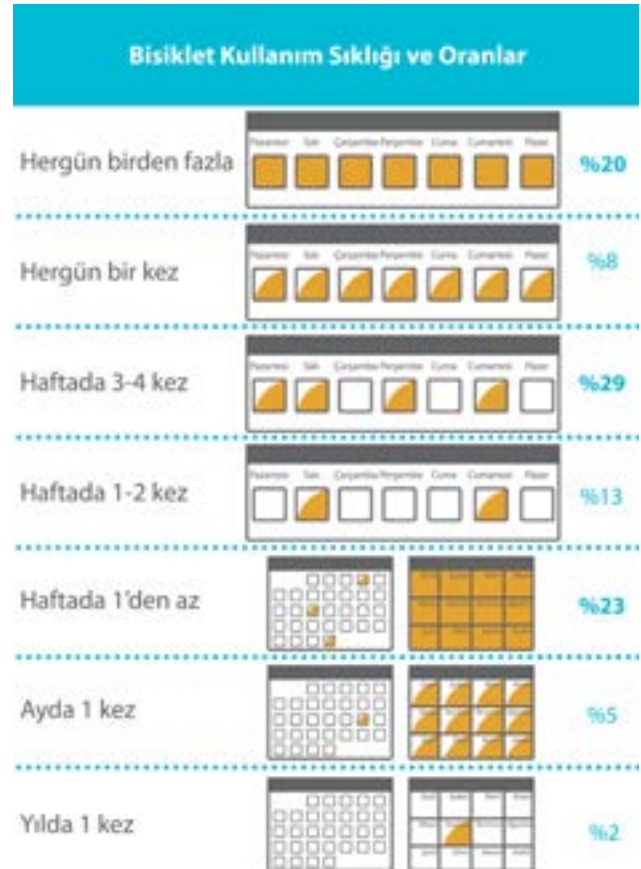 Bisiklet Kullanım Sıklığı ve Oranlar
Pazartesi Salı Çarşamba Perşembe Cuma Cumartesi Pazar
Hergün birden fazla %20
Pazartesi Salı Çarşamba Perşembe Cuma Cumartesi Pazar
Hergün bir kez %8
Pazartesi Salı Çarşamba Perşembe Cuma Cumartesi Pazar
Haftada 3-4 kez %29
Pazartesi Salı Çarşamba Perşembe Cuma Cumartesi Pazar
Haftada 1-2 kez %13
Haftada 1'den az %23
Ayda 1 kez %5
Yılda 1 kez %2